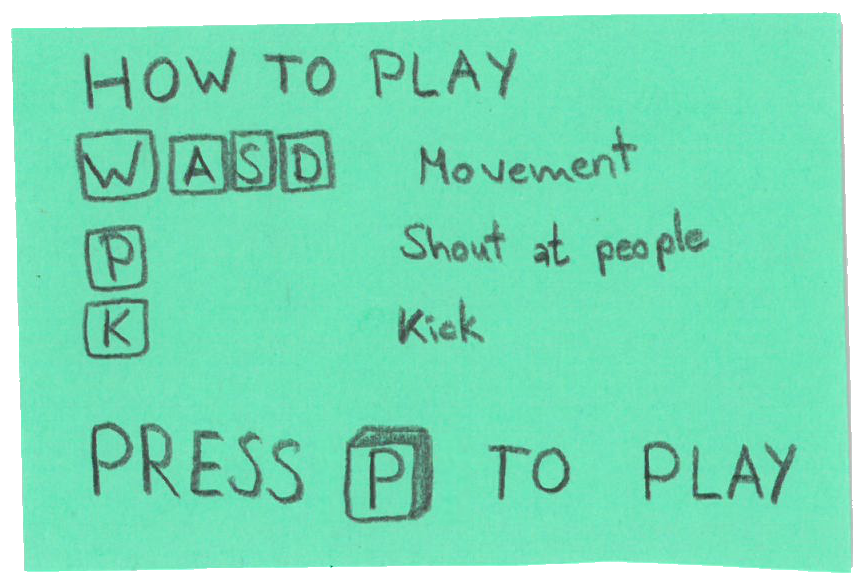 HOW TO PLAY
W A S D Movement
P Shout at people
K Kick
PRESS P TO PLAY